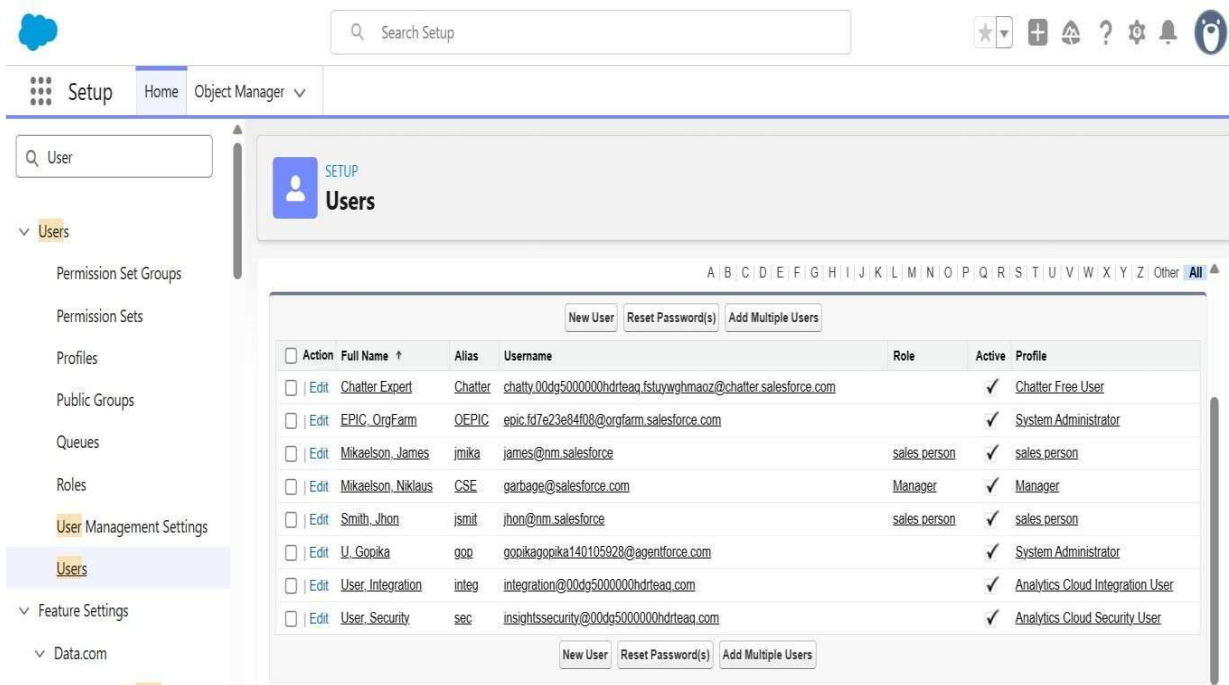 Search Setup
Setup Home Object Manager
User
SETUP
Users
Users
Permission Set Groups
Permission Sets
Profiles
Public Groups
Queues
Roles
User Management Settings
Users
Feature Settings
Data.com
A | B | C | D | E | F | G | H | I | J | K | L | M | N | O | P | Q | R | S | T | U | V | W | X | Y | Z | Other All
New User Reset Password(s) Add Multiple Users
Action Full Name ↑ Alias Username Role Active Profile
| Edit Chatter Expert Chatter chatty.00dg5000000hdrteaq.fstuywghmaoz@chatter.salesforce.com ✓ Chatter Free User
| Edit EPIC, OrgFarm OEPIC epic.fd7e23e84f08@orgfarm.salesforce.com ✓ System Administrator
| Edit Mikaelson, James jmika james@nm.salesforce sales person ✓ sales person
| Edit Mikaelson, Niklaus CSE garbage@salesforce.com Manager ✓ Manager
| Edit Smith, Jhon jsmit jhon@nm.salesforce sales person ✓ sales person
| Edit U, Gopika gop gopikagopika140105928@agentforce.com ✓ System Administrator
| Edit User, Integration integ integration@00dg5000000hdrteaq.com ✓ Analytics Cloud Integration User
| Edit User, Security sec insightssecurity@00dg5000000hdrteaq.com ✓ Analytics Cloud Security User
New User Reset Password(s) Add Multiple Users